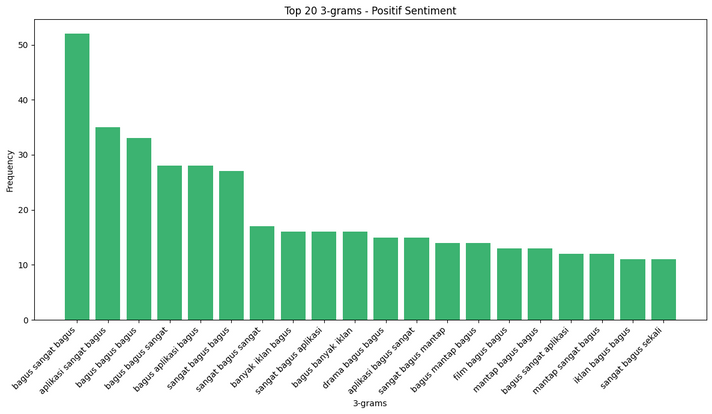 Top 20 3-grams - Positif Sentiment
Frequency
50
40
30
20
10
0
bagus sangat bagus
aplikasi sangat bagus
bagus bagus bagus
bagus bagus sangat
bagus aplikasi bagus
sangat bagus bagus
sangat bagus sangat
banyak iklan bagus
sangat bagus aplikasi
bagus banyak iklan
drama bagus bagus
aplikasi bagus sangat
sangat bagus mantap
bagus mantap bagus
film bagus bagus
mantap bagus bagus
bagus sangat aplikasi
mantap sangat bagus
iklan bagus bagus
sangat bagus sekali
3-grams